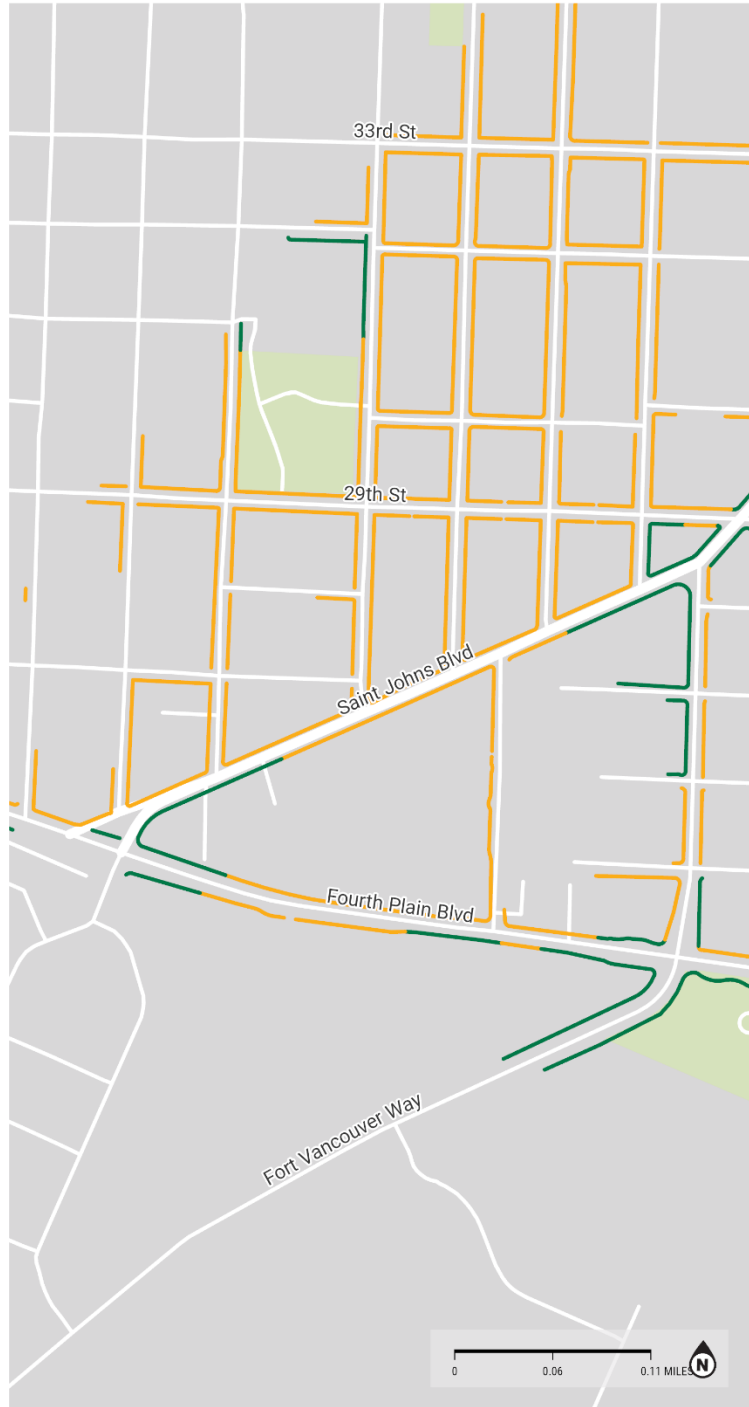 33rd St
29th St
Saint Johns Blvd
Fourth Plain Blvd
Fort Vancouver Way
0 0.06 0.11 MILES
N